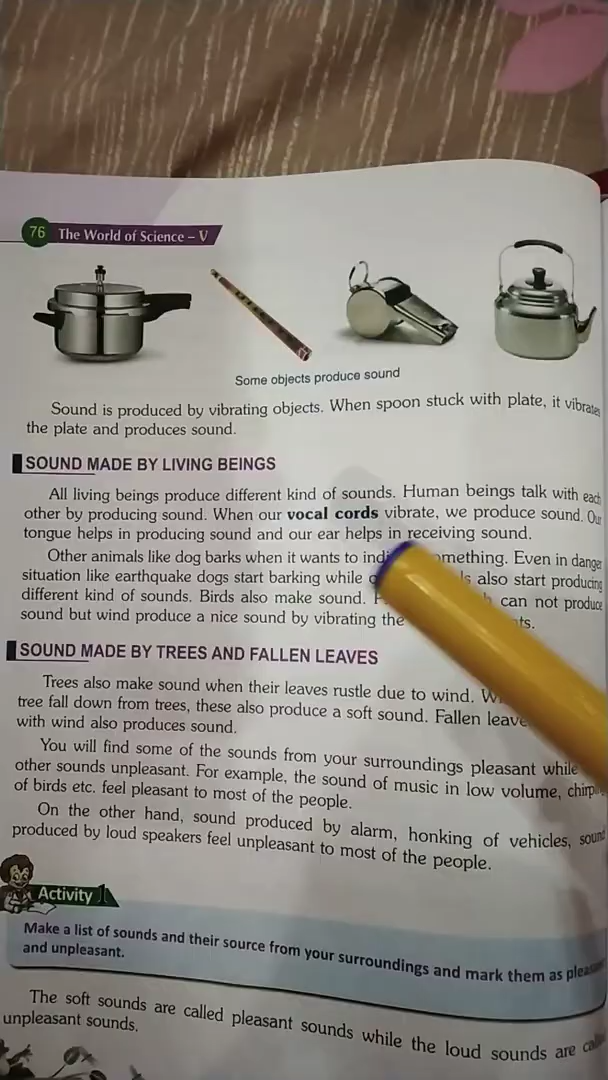 76 The World of Science – V
Some objects produce sound
Sound is produced by vibrating objects. When spoon stuck with plate, it vibrates
the plate and produces sound.
SOUND MADE BY LIVING BEINGS
All living beings produce different kind of sounds. Human beings talk with each
other by producing sound. When our vocal cords vibrate, we produce sound. Our
tongue helps in producing sound and our ear helps in receiving sound.
Other animals like dog barks when it wants to Even in danger
situation like earthquake dogs start barking while also start producing
different kind of sounds. Birds also make sound. can not produce
sound but wind produce a nice sound by vibrating the
SOUND MADE BY TREES AND FALLEN LEAVES
Trees also make sound when their leaves rustle due to wind.
tree fall down from trees, these also produce a soft sound. Fallen
with wind also produces sound.
You will find some of the sounds from your surroundings pleasant while
other sounds unpleasant. For example, the sound of music in low volume,
of birds etc. feel pleasant to most of the people.
On the other hand, sound produced by alarm, honking of vehicles, sound
produced by loud speakers feel unpleasant to most of the people.
Activity
Make a list of sounds and their source from your surroundings and mark them as pleasant
and unpleasant.
The soft sounds are called pleasant sounds while the loud sounds are called
unpleasant sounds.